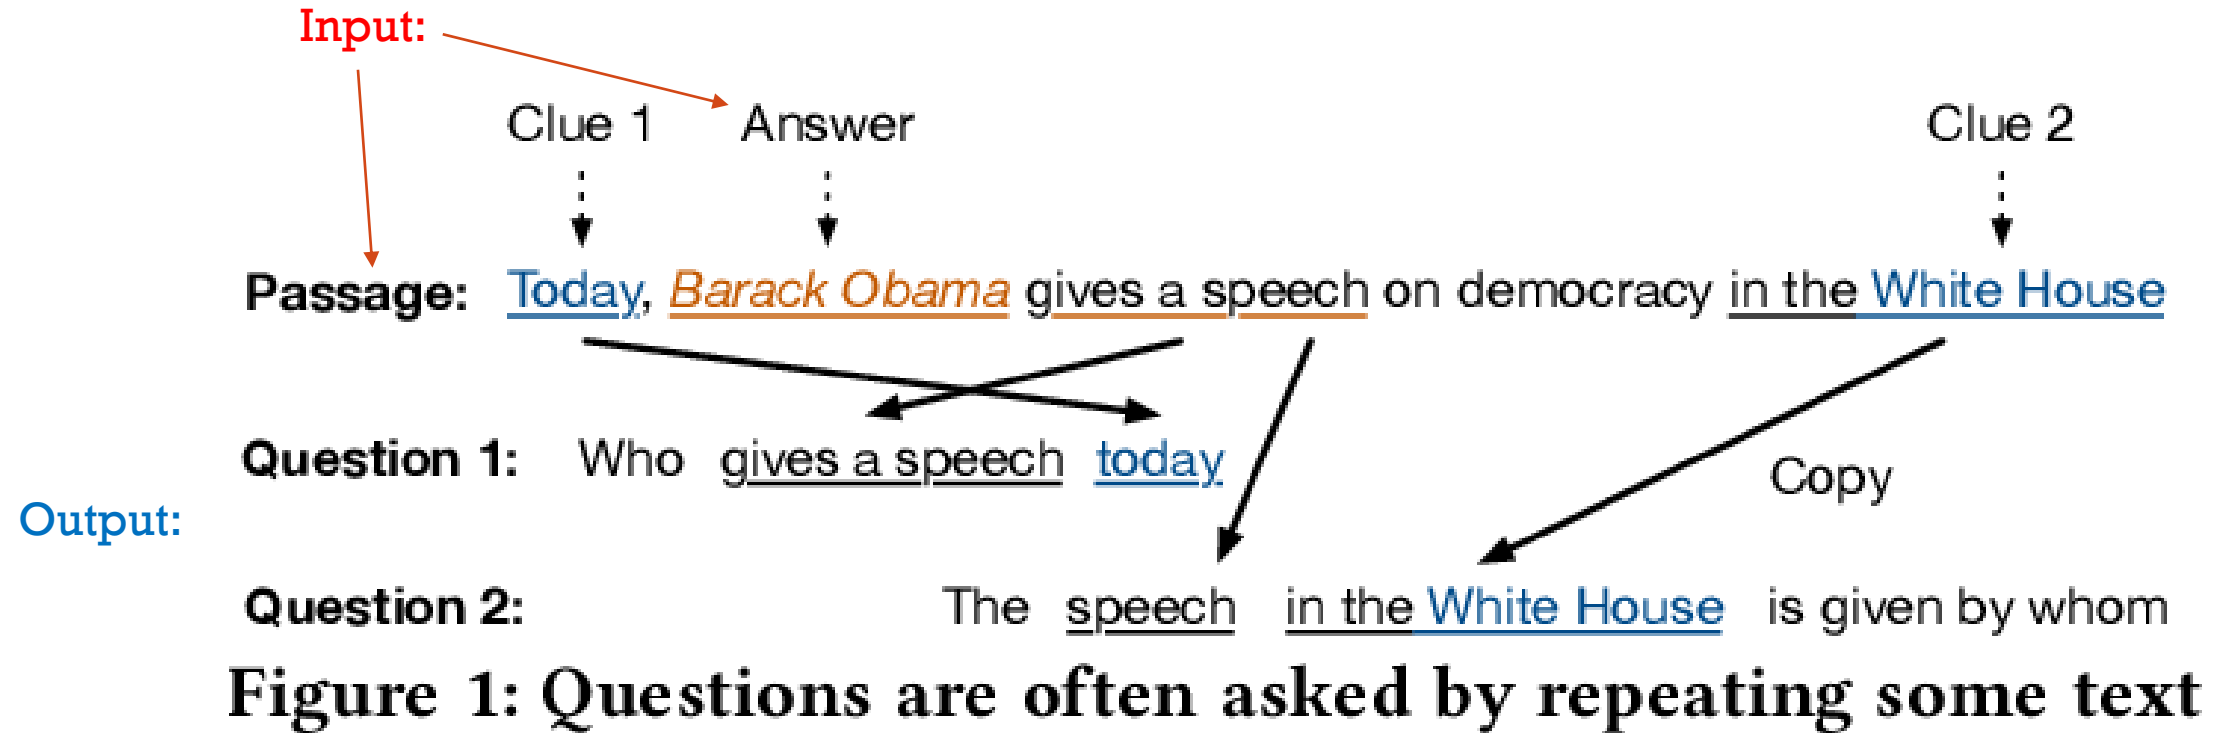 Input:
Clue 1 Answer Clue 2
Passage: Today, Barack Obama gives a speech on democracy in the White House
Question 1: Who gives a speech today
Copy
Output:
Question 2: The speech in the White House is given by whom
Figure 1: Questions are often asked by repeating some text